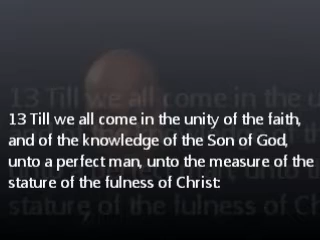 13 Till we all come in the unity of the faith,
and of the knowledge of the Son of God,
unto a perfect man, unto the measure of the
stature of the fulness of Christ: